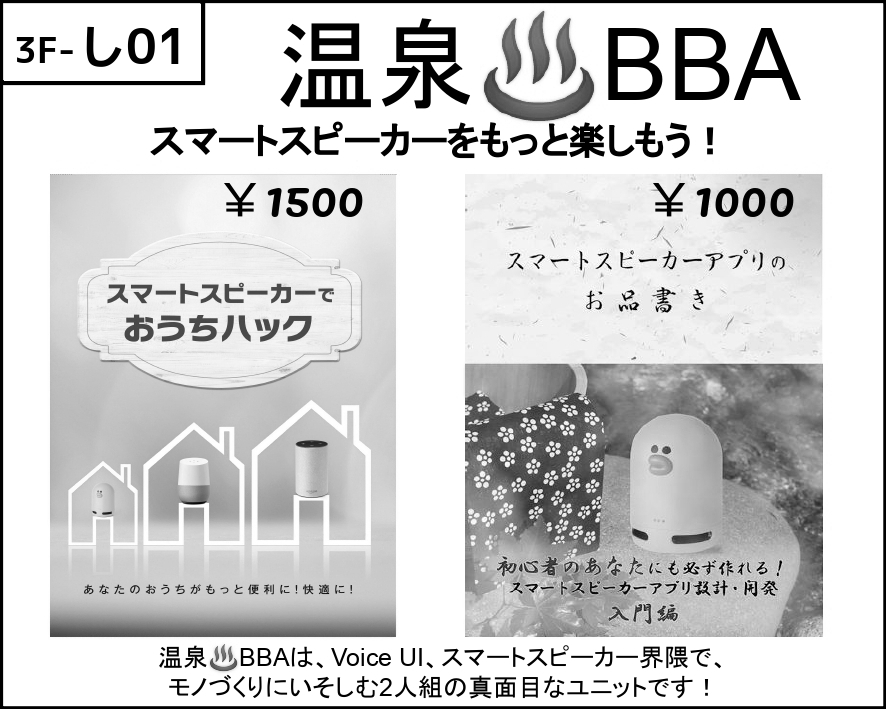 3F-し01
温泉♨BBA
スマートスピーカーをもっと楽しもう！
￥1500
スマートスピーカーで
おうちハック
あなたのおうちがもっと便利に！快適に！
￥1000
スマートスピーカーアプリの
お品書き
初心者のあなたにも必ず作れる！
スマートスピーカーアプリ設計・開発
入門編
温泉♨BBAは、Voice UI、スマートスピーカー界隈で、
モノづくりにいそしむ2人組の真面目なユニットです！